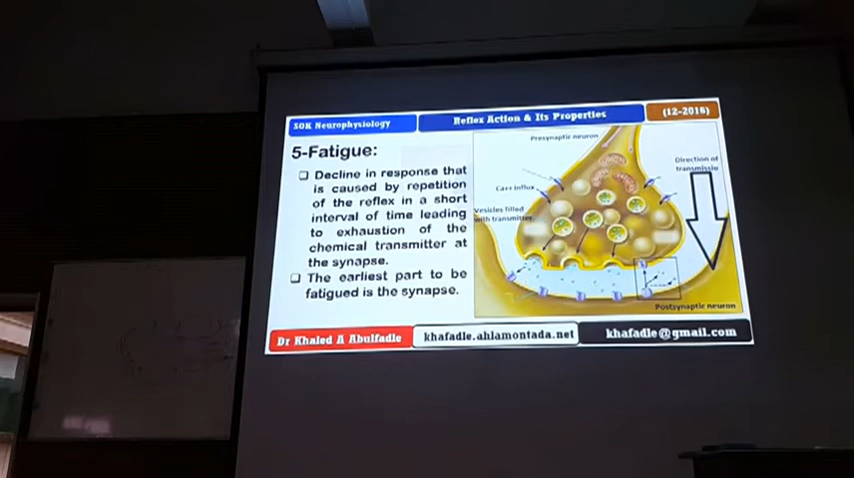 SOK Neurophysiology
Reflex Action & Its Properties
(12-2016)
5-Fatigue:
❑ Decline in response that
is caused by repetition
of the reflex in a short
interval of time leading
to exhaustion of the
chemical transmitter at
the synapse.
❑ The earliest part to be
fatigued is the synapse.
Presynaptic neuron
Direction of
transmissio
Ca++ influx
Vesicles filled
with transmitter
Postsynaptic neuron
Dr Khaled A Abulfadle
khafadle.ahlamontada.net
khafadle@gmail.com